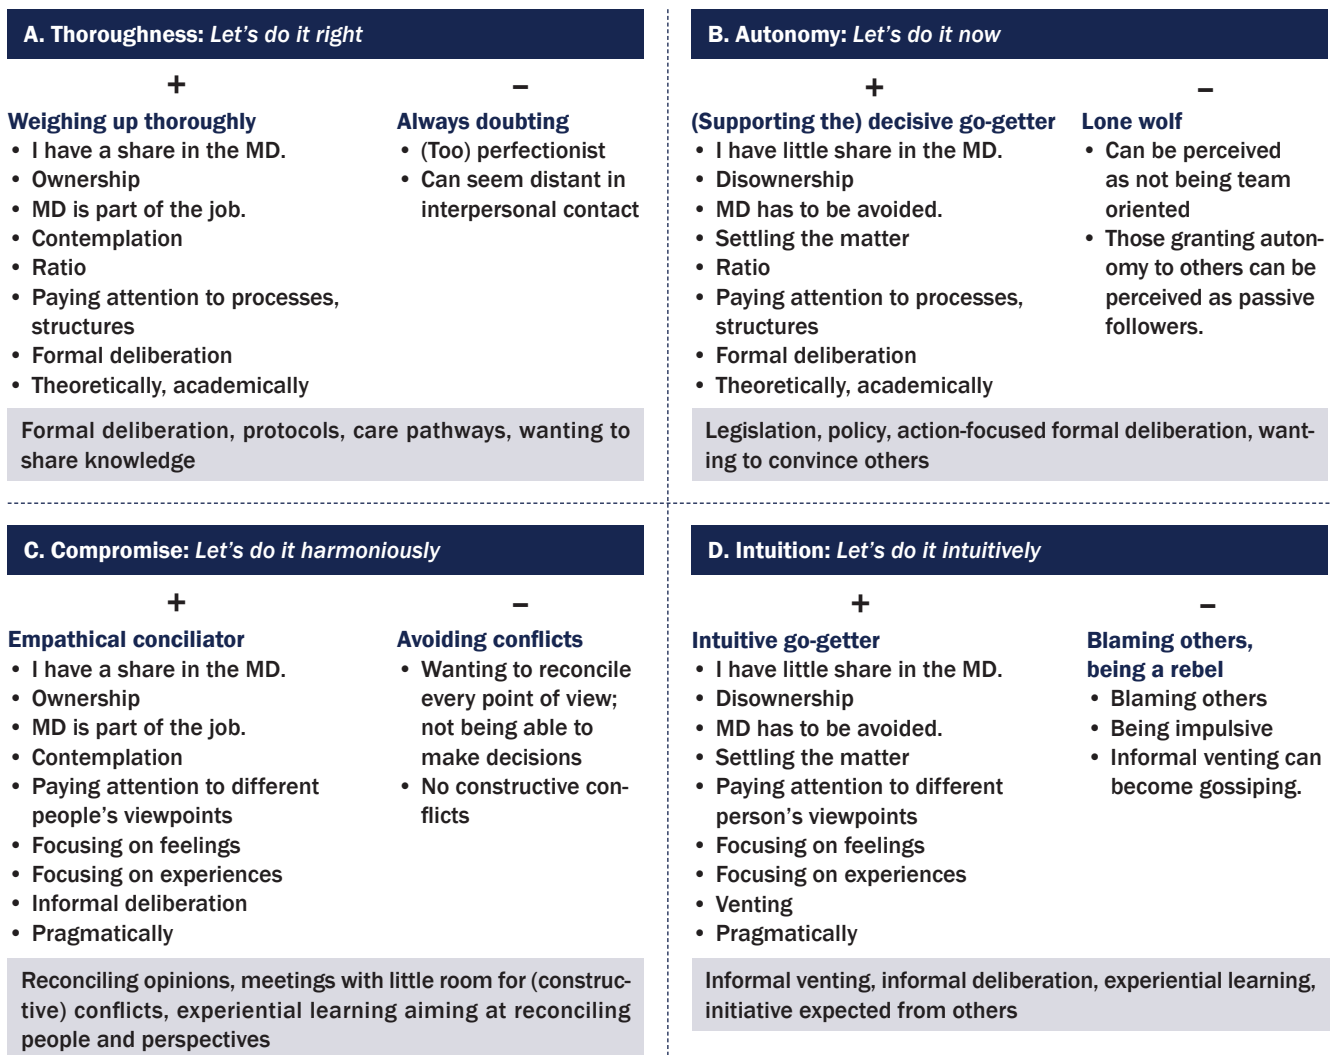 A. Thoroughness: Let's do it right
+
Weighing up thoroughly
• I have a share in the MD.
• Ownership
• MD is part of the job.
• Contemplation
• Ratio
• Paying attention to processes,
structures
• Formal deliberation
• Theoretically, academically
–
Always doubting
• (Too) perfectionist
• Can seem distant in
interpersonal contact
Formal deliberation, protocols, care pathways, wanting to
share knowledge
B. Autonomy: Let's do it now
+
(Supporting the) decisive go-getter
• I have little share in the MD.
• Disownership
• MD has to be avoided.
• Settling the matter
• Ratio
• Paying attention to processes,
structures
• Formal deliberation
• Theoretically, academically
–
Lone wolf
• Can be perceived
as not being team
oriented
• Those granting auton-
omy to others can be
perceived as passive
followers.
Legislation, policy, action-focused formal deliberation, want-
ing to convince others
C. Compromise: Let's do it harmoniously
+
Empathical conciliator
• I have a share in the MD.
• Ownership
• MD is part of the job.
• Contemplation
• Paying attention to different
people's viewpoints
• Focusing on feelings
• Focusing on experiences
• Informal deliberation
• Pragmatically
–
Avoiding conflicts
• Wanting to reconcile
every point of view;
not being able to
make decisions
• No constructive con-
flicts
Reconciling opinions, meetings with little room for (construc-
tive) conflicts, experiential learning aiming at reconciling
people and perspectives
D. Intuition: Let's do it intuitively
+
Intuitive go-getter
• I have little share in the MD.
• Disownership
• MD has to be avoided.
• Settling the matter
• Paying attention to different
person's viewpoints
• Focusing on feelings
• Focusing on experiences
• Venting
• Pragmatically
–
Blaming others,
being a rebel
• Blaming others
• Being impulsive
• Informal venting can
become gossiping.
Informal venting, informal deliberation, experiential learning,
initiative expected from others